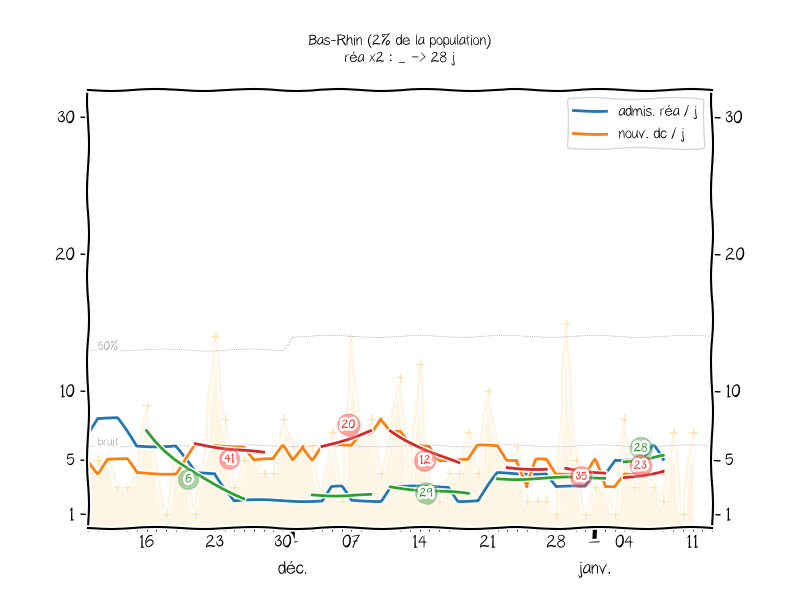 Bas-Rhin (2% de la population)
réa x2 : _ -> 28 j
admis. réa / j
nouv. dc / j
30
30
20
20
50%
10
10
bruit
5
5
1
1
20
41
6
12
29
35
28
23
16 23 30 07 14 21 28 04 11
déc. janv.